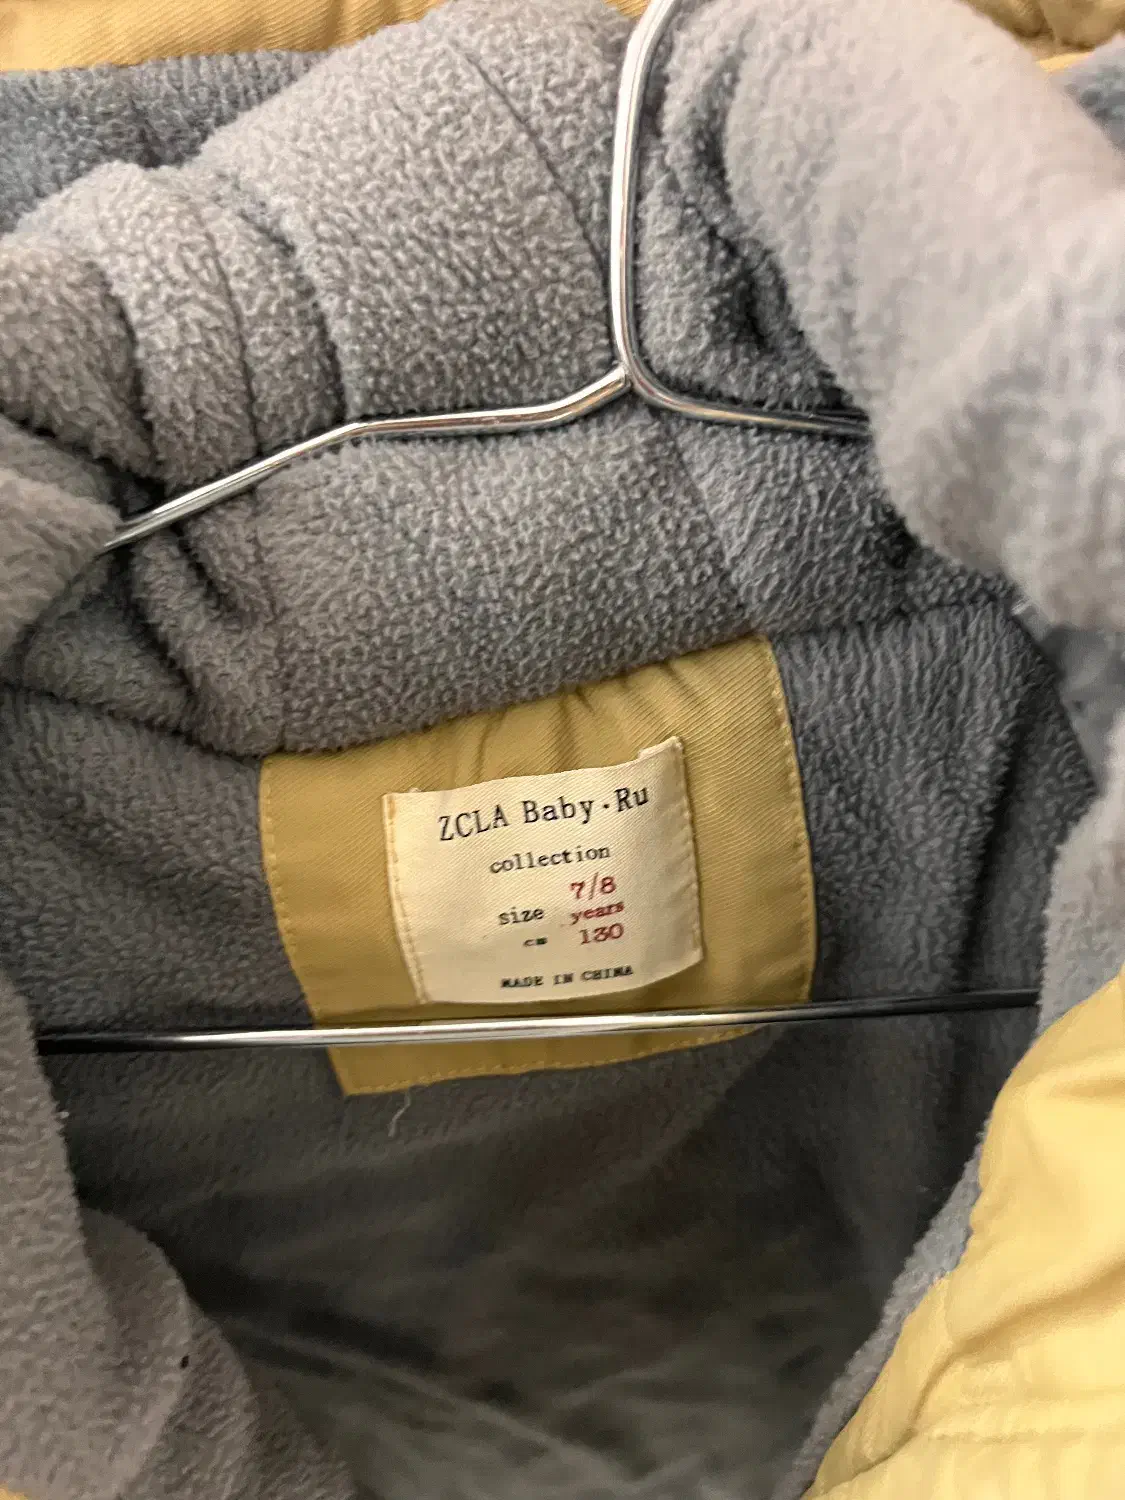 ZCLA Baby·Ru
collection
7/8
size years
cm 130
MADE IN CHINA